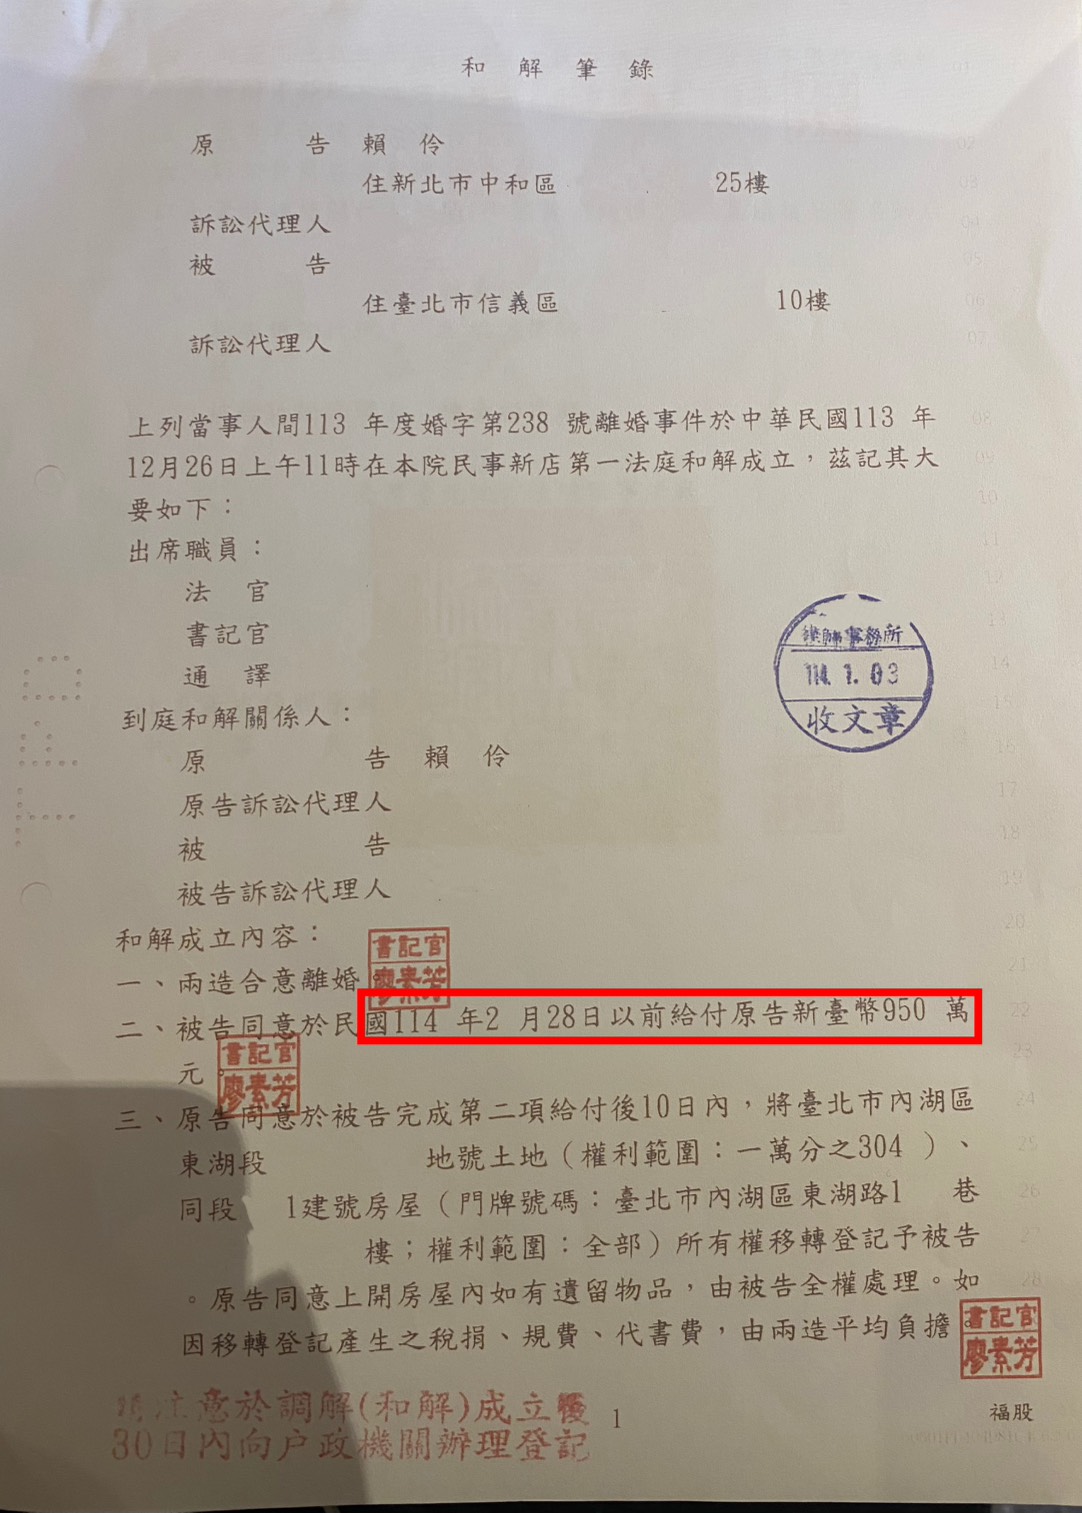 和解筆錄
原告 賴 伶
住新北市中和區 25樓
訴訟代理人
被告
住臺北市信義區 10樓
訴訟代理人
上列當事人間113 年度婚字第238 號離婚事件於中華民國113 年
12月26日上午11時在本院民事新店第一法庭和解成立，茲記其大
要如下：
出席職員：
法官
書記官
通譯
律師事務所
114. 1. 03
收文章
到庭和解關係人：
原告 賴 伶
原告訴訟代理人
被告
被告訴訟代理人
和解成立內容：
一、兩造合意離婚。
書記官
廖素芳
二、被告同意於民國114 年2 月28日以前給付原告新臺幣950 萬
元。
書記官
廖素芳
三、原告同意於被告完成第二項給付後10日內，將臺北市內湖區
東湖段 地號土地（權利範圍：一萬分之304 ）、
同段 1建號房屋（門牌號碼：臺北市內湖區東湖路1 巷
樓；權利範圍：全部）所有權移轉登記予被告
。原告同意上開房屋內如有遺留物品，由被告全權處理。如
因移轉登記產生之稅捐、規費、代書費，由兩造平均負擔。
書記官
廖素芳
請注意於調解(和解)成立後
30日內向戶政機關辦理登記
1
福股